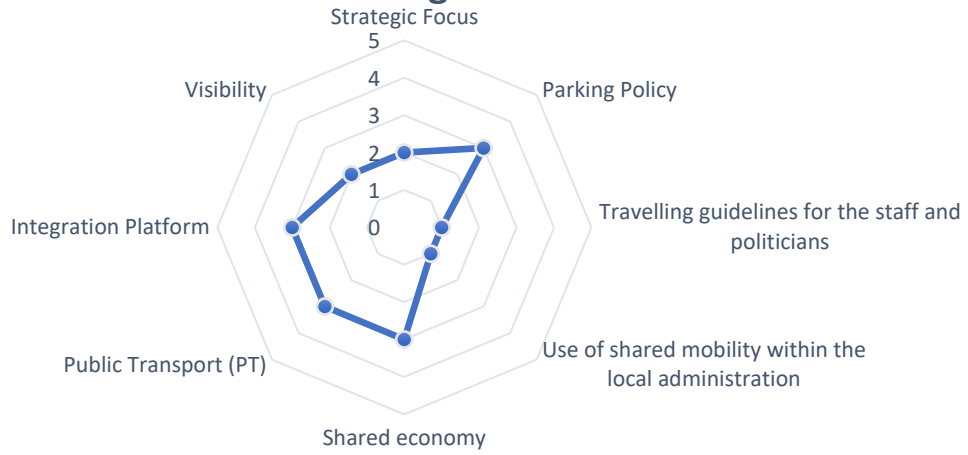 Strategic Focus
5
4
3
2
1
0
Visibility
Parking Policy
Integration Platform
Travelling guidelines for the staff and
politicians
Public Transport (PT)
Use of shared mobility within the
local administration
Shared economy